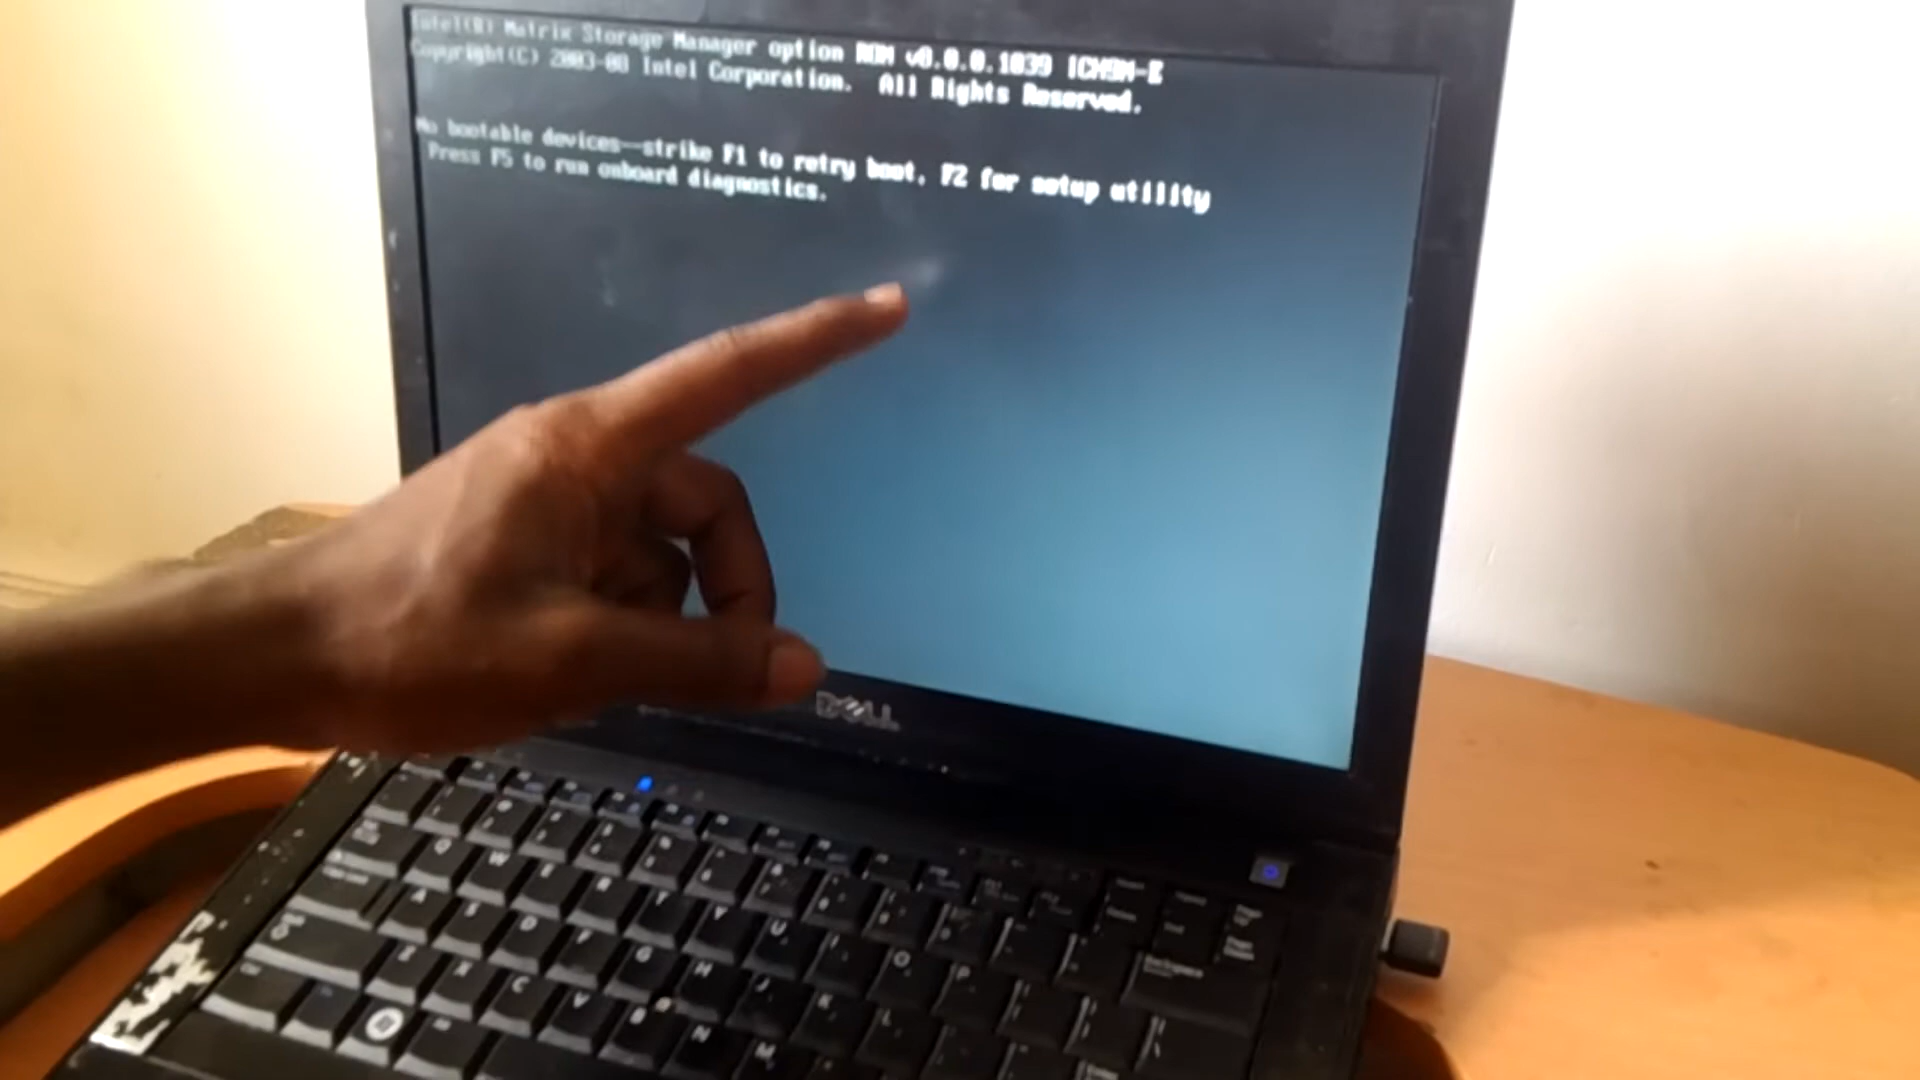 Intel(R) Matrix Storage Manager option ROM v8.0.0.1039 ICH9M-E
Copyright(C) 2003-08 Intel Corporation. All Rights Reserved.
No bootable devices--strike F1 to retry boot, F2 for setup utility
Press F5 to run onboard diagnostics.
DELL
Q W E R T Y U I O P
A S D F G H J K L
Z X C V B N M
Backspace